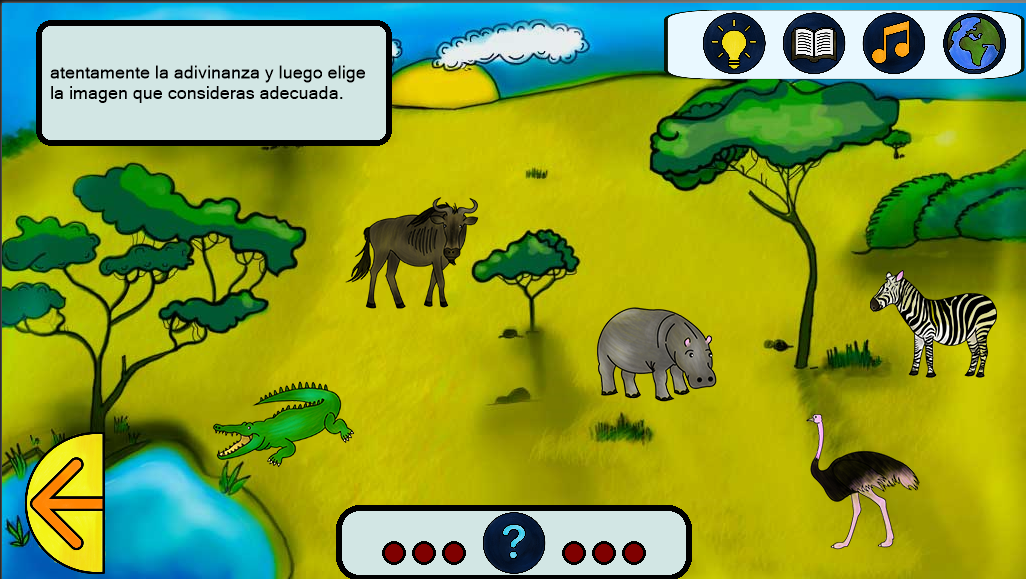 atentamente la adivinanza y luego elige
la imagen que consideras adecuada.
?